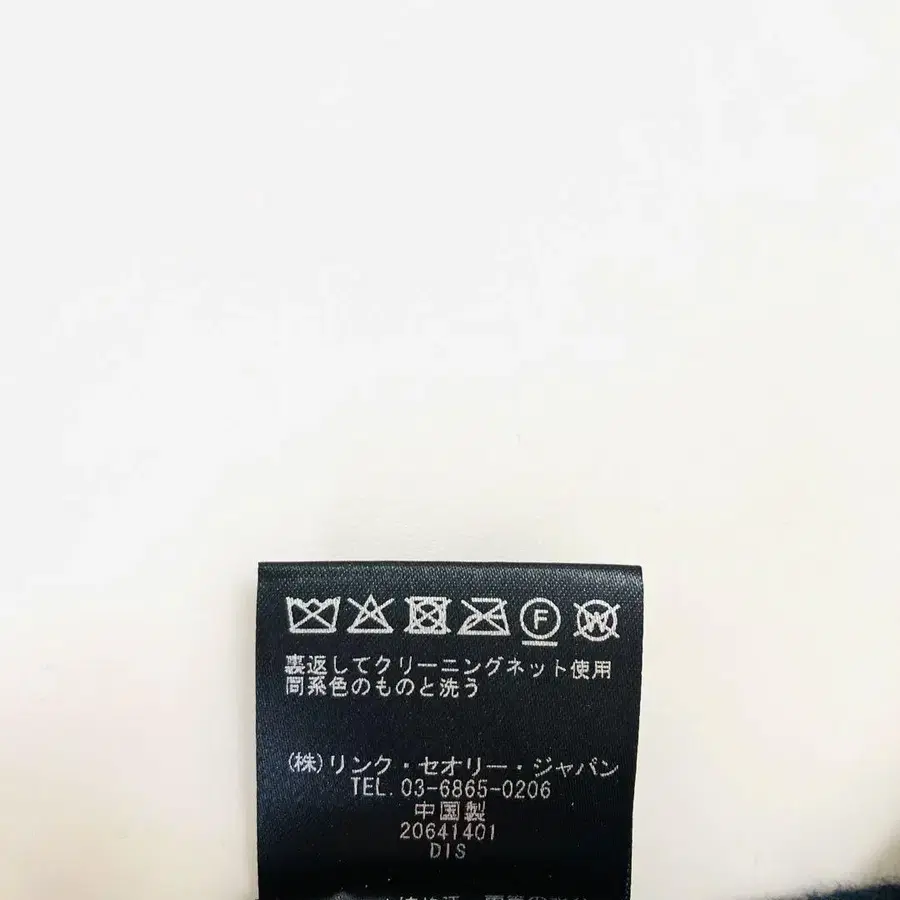 裏返してクリーニングネット使用
同系色のものと洗う
(株)リンク・セオリー・ジャパン
TEL. 03-6865-0206
中国製
20641401
DIS